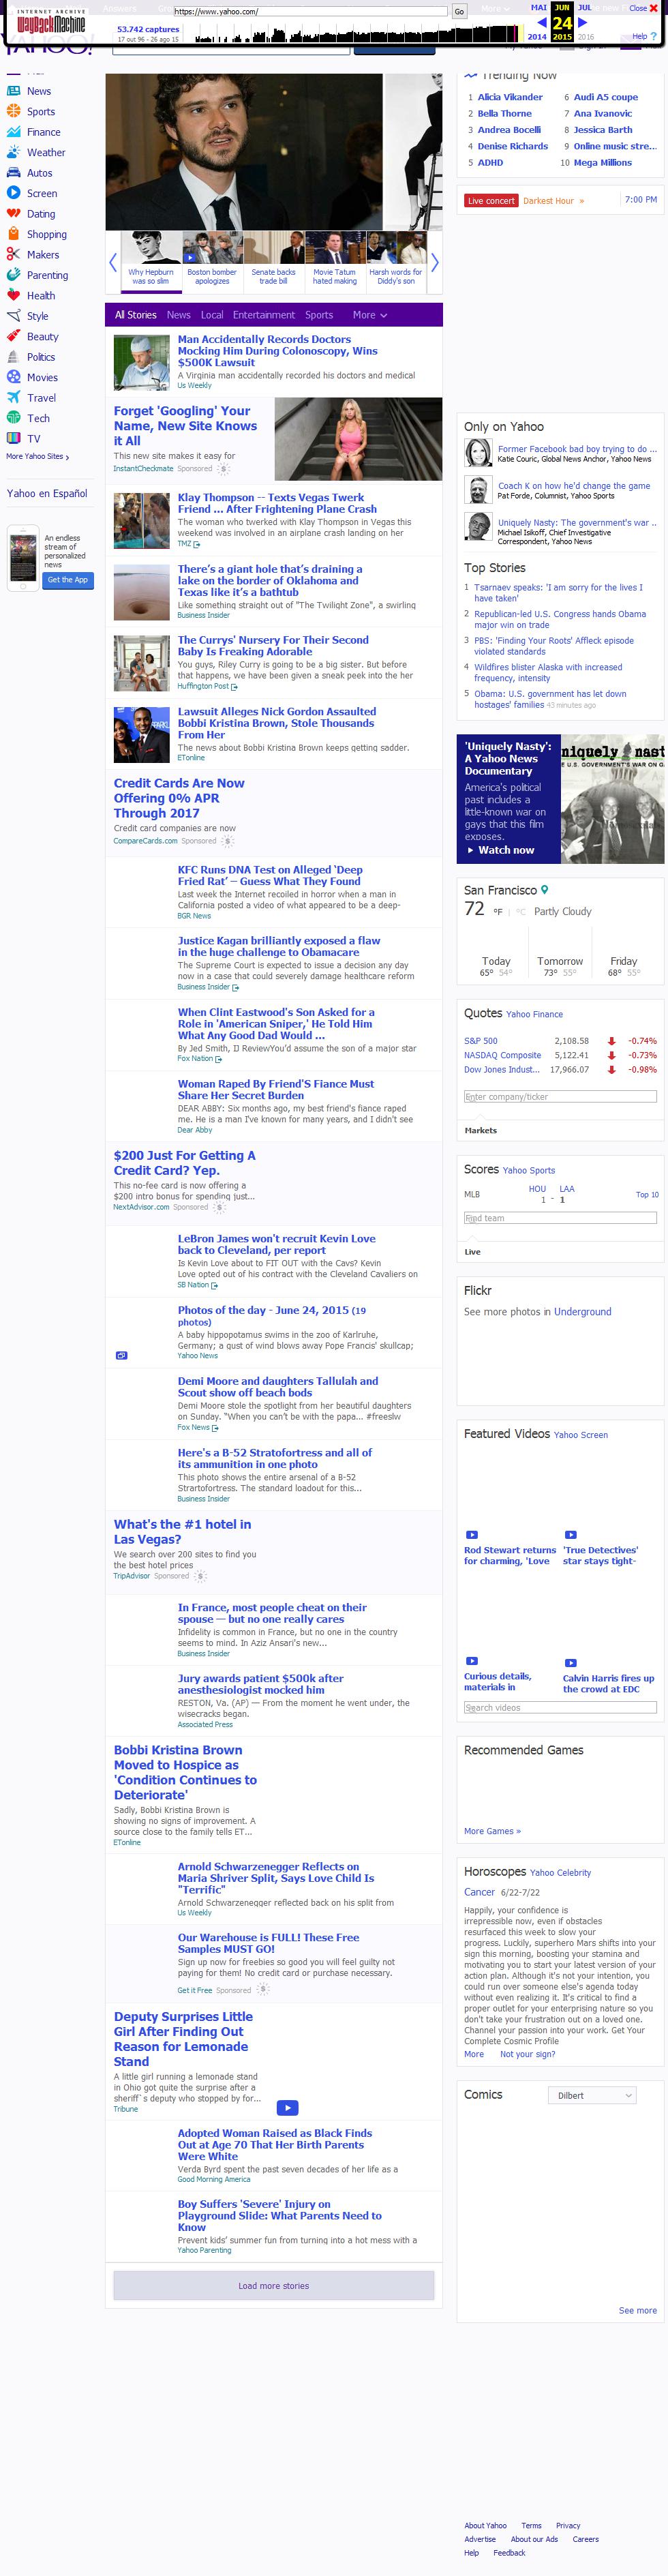 INTERNET ARCHIVE
WayBackMachine
https://www.yahoo.com/
Go
53.742 captures
17 out 96 - 26 ago 15
MAI JUN JUL
24
2014 2015 2016
Close
Help ?
News
Sports
Finance
Weather
Autos
Screen
Dating
Shopping
Makers
Parenting
Health
Style
Beauty
Politics
Movies
Travel
Tech
TV
More Yahoo Sites ›
Yahoo en Español
An endless
stream of
personalized
news
Get the App
Why Hepburn
was so slim
Boston bomber
apologizes
Senate backs
trade bill
Movie Tatum
hated making
Harsh words for
Diddy's son
All Stories News Local Entertainment Sports More
Man Accidentally Records Doctors
Mocking Him During Colonoscopy, Wins
$500K Lawsuit
A Virginia man accidentally recorded his doctors and medical
Us Weekly
Forget 'Googling' Your
Name, New Site Knows
it All
This new site makes it easy for
InstantCheckmate Sponsored
Klay Thompson -- Texts Vegas Twerk
Friend ... After Frightening Plane Crash
The woman who twerked with Klay Thompson in Vegas this
weekend was involved in an airplane crash landing on her
TMZ
There's a giant hole that's draining a
lake on the border of Oklahoma and
Texas like it's a bathtub
Like something straight out of "The Twilight Zone", a swirling
Business Insider
The Currys' Nursery For Their Second
Baby Is Freaking Adorable
You guys, Riley Curry is going to be a big sister. But before
that happens, we have been given a sneak peek into the her
Huffington Post
Lawsuit Alleges Nick Gordon Assaulted
Bobbi Kristina Brown, Stole Thousands
From Her
The news about Bobbi Kristina Brown keeps getting sadder.
ETonline
Credit Cards Are Now
Offering 0% APR
Through 2017
Credit card companies are now
CompareCards.com Sponsored
KFC Runs DNA Test on Alleged 'Deep
Fried Rat' – Guess What They Found
Last week the Internet recoiled in horror when a man in
California posted a video of what appeared to be a deep-
BGR News
Justice Kagan brilliantly exposed a flaw
in the huge challenge to Obamacare
The Supreme Court is expected to issue a decision any day
now in a case that could severely damage healthcare reform
Business Insider
When Clint Eastwood's Son Asked for a
Role in 'American Sniper,' He Told Him
What Any Good Dad Would ...
By Jed Smith, IJ ReviewYou'd assume the son of a major star
Fox Nation
Woman Raped By Friend'S Fiance Must
Share Her Secret Burden
DEAR ABBY: Six months ago, my best friend's fiance raped
me. He is a man I've known for many years, and I didn't see
Dear Abby
$200 Just For Getting A
Credit Card? Yep.
This no-fee card is now offering a
$200 intro bonus for spending just...
NextAdvisor.com Sponsored
LeBron James won't recruit Kevin Love
back to Cleveland, per report
Is Kevin Love about to FIT OUT with the Cavs? Kevin
Love opted out of his contract with the Cleveland Cavaliers on
SB Nation
Photos of the day - June 24, 2015 (19
photos)
A baby hippopotamus swims in the zoo of Karlruhe,
Germany; a gust of wind blows away Pope Francis' skullcap;
Yahoo News
Demi Moore and daughters Tallulah and
Scout show off beach bods
Demi Moore stole the spotlight from her beautiful daughters
on Sunday. "When you can't be with the papa... #freeslw
Fox News
Here's a B-52 Stratofortress and all of
its ammunition in one photo
This photo shows the entire arsenal of a B-52
Strartofortress. The standard loadout for this...
Business Insider
What's the #1 hotel in
Las Vegas?
We search over 200 sites to find you
the best hotel prices
TripAdvisor Sponsored
In France, most people cheat on their
spouse — but no one really cares
Infidelity is common in France, but no one in the country
seems to mind. In Aziz Ansari's new...
Business Insider
Jury awards patient $500k after
anesthesiologist mocked him
RESTON, Va. (AP) — From the moment he went under, the
wisecracks began.
Associated Press
Bobbi Kristina Brown
Moved to Hospice as
'Condition Continues to
Deteriorate'
Sadly, Bobbi Kristina Brown is
showing no signs of improvement. A
source close to the family tells ET...
ETonline
Arnold Schwarzenegger Reflects on
Maria Shriver Split, Says Love Child Is
"Terrific"
Arnold Schwarzenegger reflected back on his split from
Us Weekly
Our Warehouse is FULL! These Free
Samples MUST GO!
Sign up now for freebies so good you will feel guilty not
paying for them! No credit card or purchase necessary.
Get it Free Sponsored
Deputy Surprises Little
Girl After Finding Out
Reason for Lemonade
Stand
A little girl running a lemonade stand
in Ohio got quite the surprise after a
sheriff`s deputy who stopped by for...
Tribune
Adopted Woman Raised as Black Finds
Out at Age 70 That Her Birth Parents
Were White
Verda Byrd spent the past seven decades of her life as a
Good Morning America
Boy Suffers 'Severe' Injury on
Playground Slide: What Parents Need to
Know
Prevent kids' summer fun from turning into a hot mess with a
Yahoo Parenting
Load more stories
Trending Now
1 Alicia Vikander
2 Bella Thorne
3 Andrea Bocelli
4 Denise Richards
5 ADHD
6 Audi A5 coupe
7 Ana Ivanovic
8 Jessica Barth
9 Online music stre...
10 Mega Millions
Live concert Darkest Hour » 7:00 PM
Only on Yahoo
Former Facebook bad boy trying to do ...
Katie Couric, Global News Anchor, Yahoo News
Coach K on how he'd change the game
Pat Forde, Columnist, Yahoo Sports
Uniquely Nasty: The government's war ..
Michael Isikoff, Chief Investigative
Correspondent, Yahoo News
Top Stories
1 Tsarnaev speaks: 'I am sorry for the lives I
have taken'
2 Republican-led U.S. Congress hands Obama
major win on trade
3 PBS: 'Finding Your Roots' Affleck episode
violated standards
4 Wildfires blister Alaska with increased
frequency, intensity
5 Obama: U.S. government has let down
hostages' families 43 minutes ago
'Uniquely Nasty':
A Yahoo News
Documentary
America's political
past includes a
little-known war on
gays that this film
exposes.
Watch now
San Francisco
72 °F | °C Partly Cloudy
Today Tomorrow Friday
65° 54° 73° 55° 68° 55°
Quotes Yahoo Finance
S&P 500 2,108.58 -0.74%
NASDAQ Composite 5,122.41 -0.73%
Dow Jones Indust... 17,966.07 -0.98%
Enter company/ticker
Markets
Scores Yahoo Sports
MLB HOU 1 - LAA 1 Top 10
Find team
Live
Flickr
See more photos in Underground
Featured Videos Yahoo Screen
Rod Stewart returns
for charming, 'Love
'True Detectives'
star stays tight-
Curious details,
materials in
Calvin Harris fires up
the crowd at EDC
Search videos
Recommended Games
More Games »
Horoscopes Yahoo Celebrity
Cancer 6/22-7/22
Happily, your confidence is
irrepressible now, even if obstacles
resurfaced this week to slow your
progress. Luckily, superhero Mars shifts into your
sign this morning, boosting your stamina and
motivating you to start your latest version of your
action plan. Although it's not your intention, you
could run over someone else's agenda today
without even realizing it. It's critical to find a
proper outlet for your enterprising nature so you
don't take your frustration out on a loved one.
Channel your passion into your work. Get Your
Complete Cosmic Profile
More Not your sign?
Comics Dilbert
See more
About Yahoo Terms Privacy
Advertise About our Ads Careers
Help Feedback